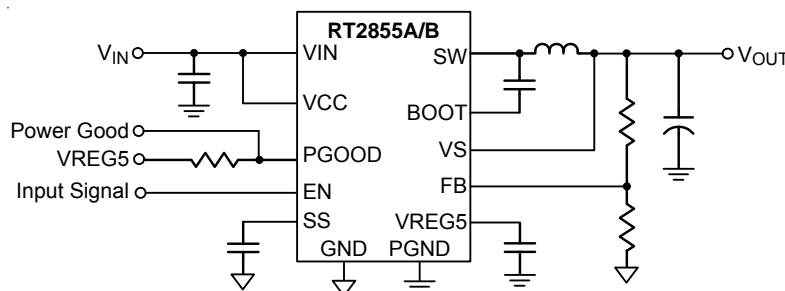 RT2855A/B
VIN
VIN
SW
VOUT
VCC
BOOT
Power Good
VREG5
PGOOD
VS
Input Signal
EN
FB
SS
VREG5
GND
PGND